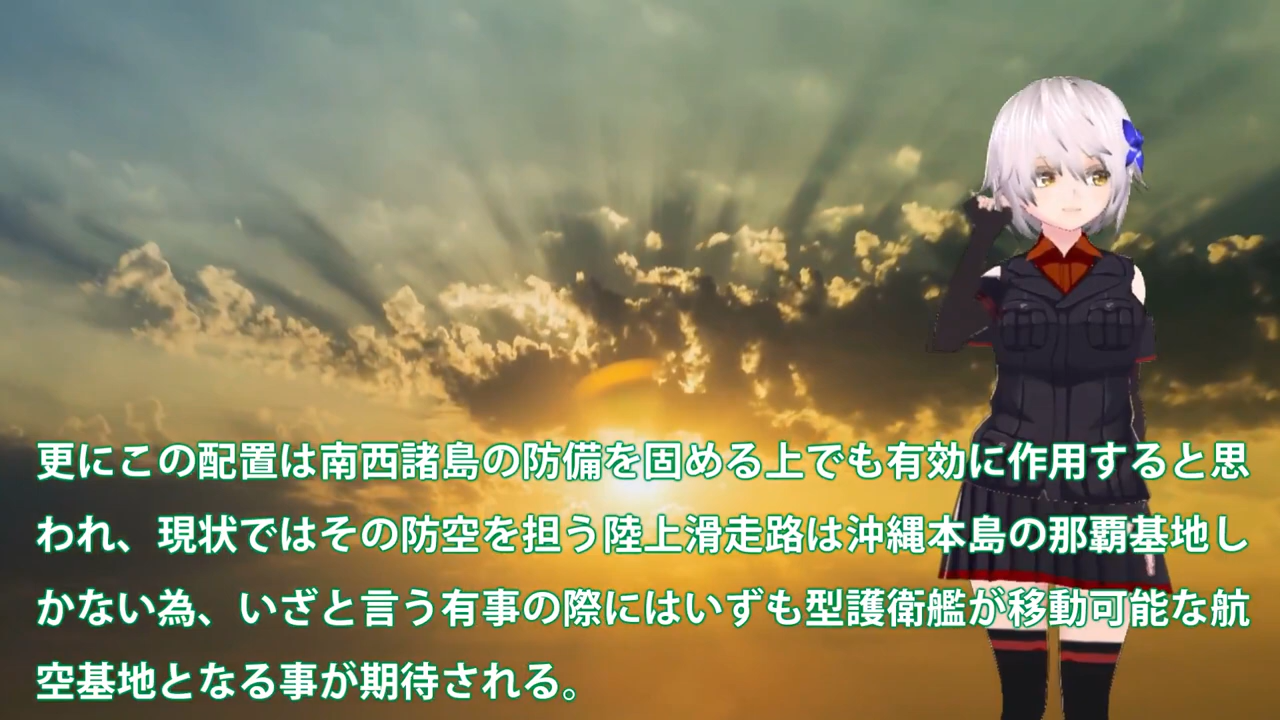 更にこの配置は南西諸島の防備を固める上でも有効に作用すると思
われ、現状ではその防空を担う陸上滑走路は沖縄本島の那覇基地し
かない為、いざと言う有事の際にはいずも型護衛艦が移動可能な航
空基地となる事が期待される。